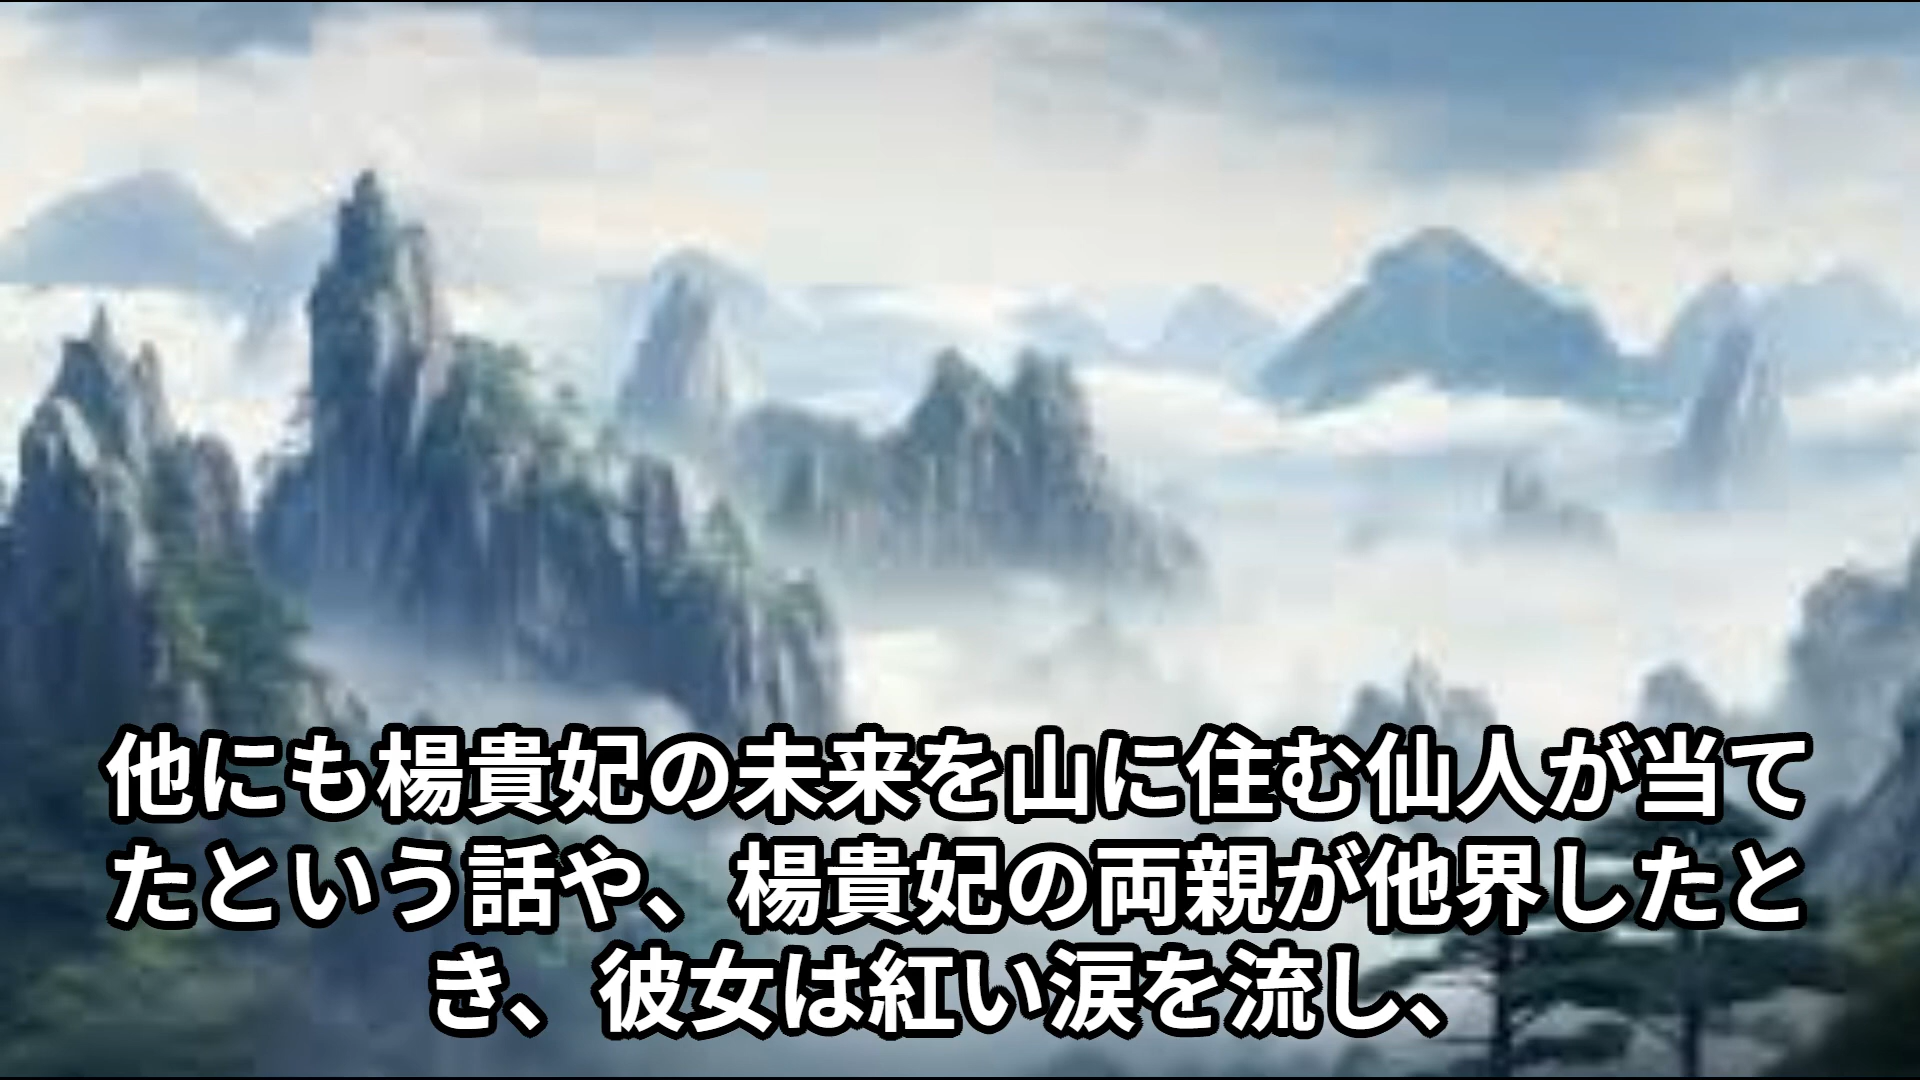 他にも楊貴妃の未来を山に住む仙人が当て
たという話や、楊貴妃の両親が他界したと
き、彼女は紅い涙を流し、